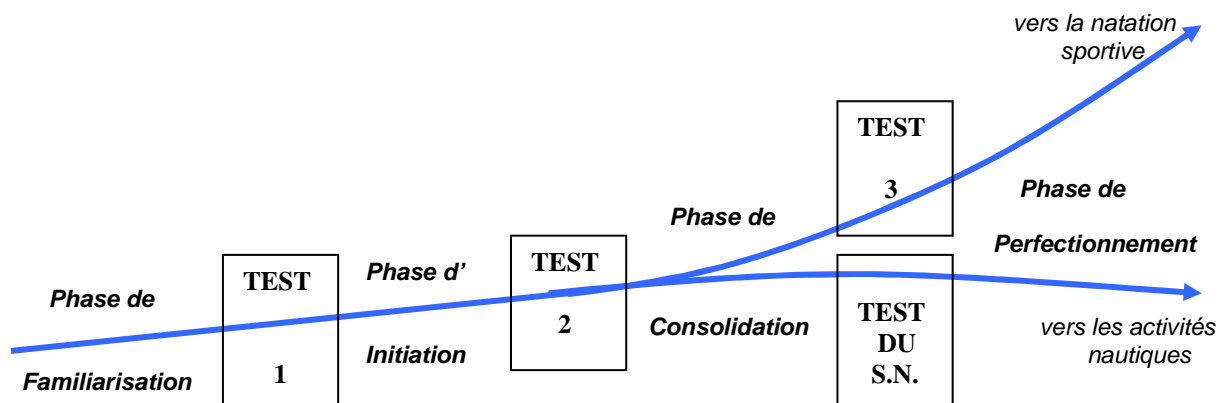 vers la natation
sportive
TEST
3
Phase de
Phase de
Perfectionnement
TEST
2
Phase d’
TEST
1
Phase de
Initiation
Familiarisation
Consolidation
TEST
DU
S.N.
vers les activités
nautiques